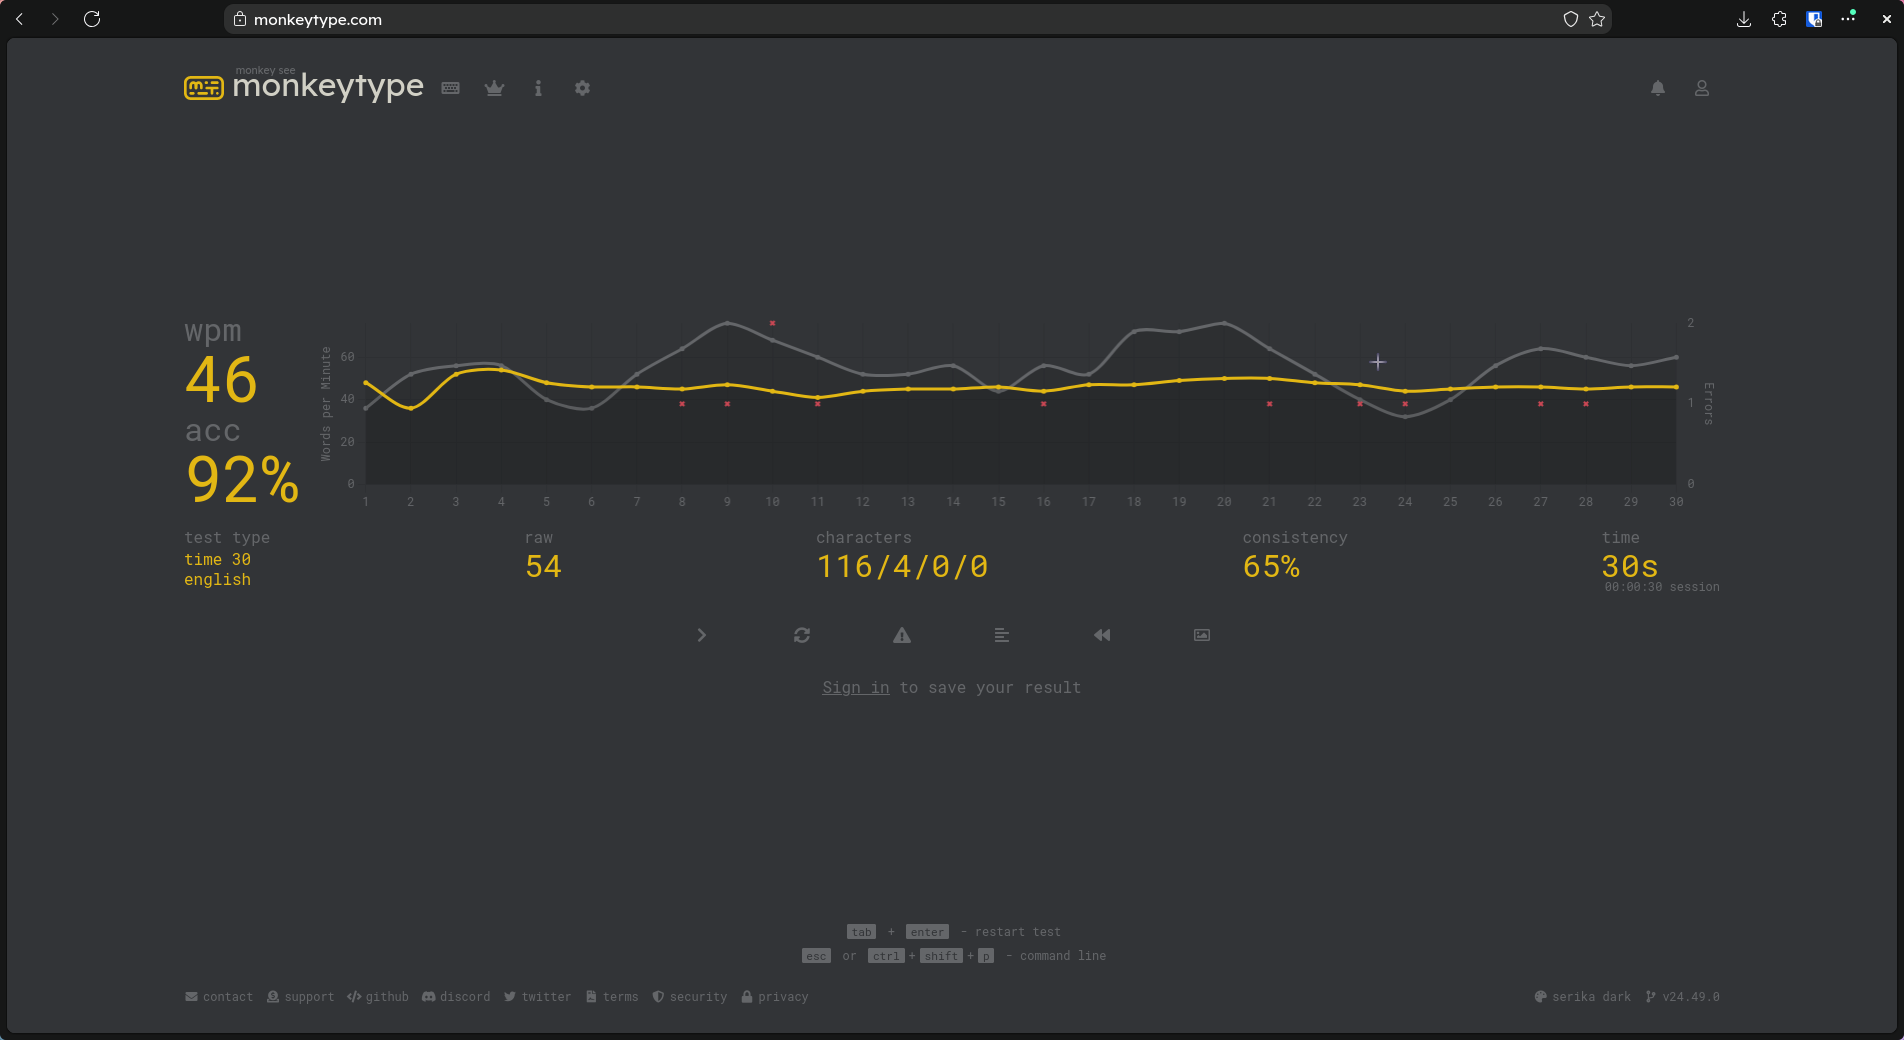 monkeytype.com
monkey see
monkeytype
wpm
46
acc
92%
Words per Minute
60
40
20
0
2
1
0
Errors
1 2 3 4 5 6 7 8 9 10 11 12 13 14 15 16 17 18 19 20 21 22 23 24 25 26 27 28 29 30
test type
time 30
english
raw
54
characters
116/4/0/0
consistency
65%
time
30s
00:00:30 session
Sign in to save your result
tab + enter - restart test
esc or ctrl + shift + p - command line
contact support github discord twitter terms security privacy
serika dark v24.49.0